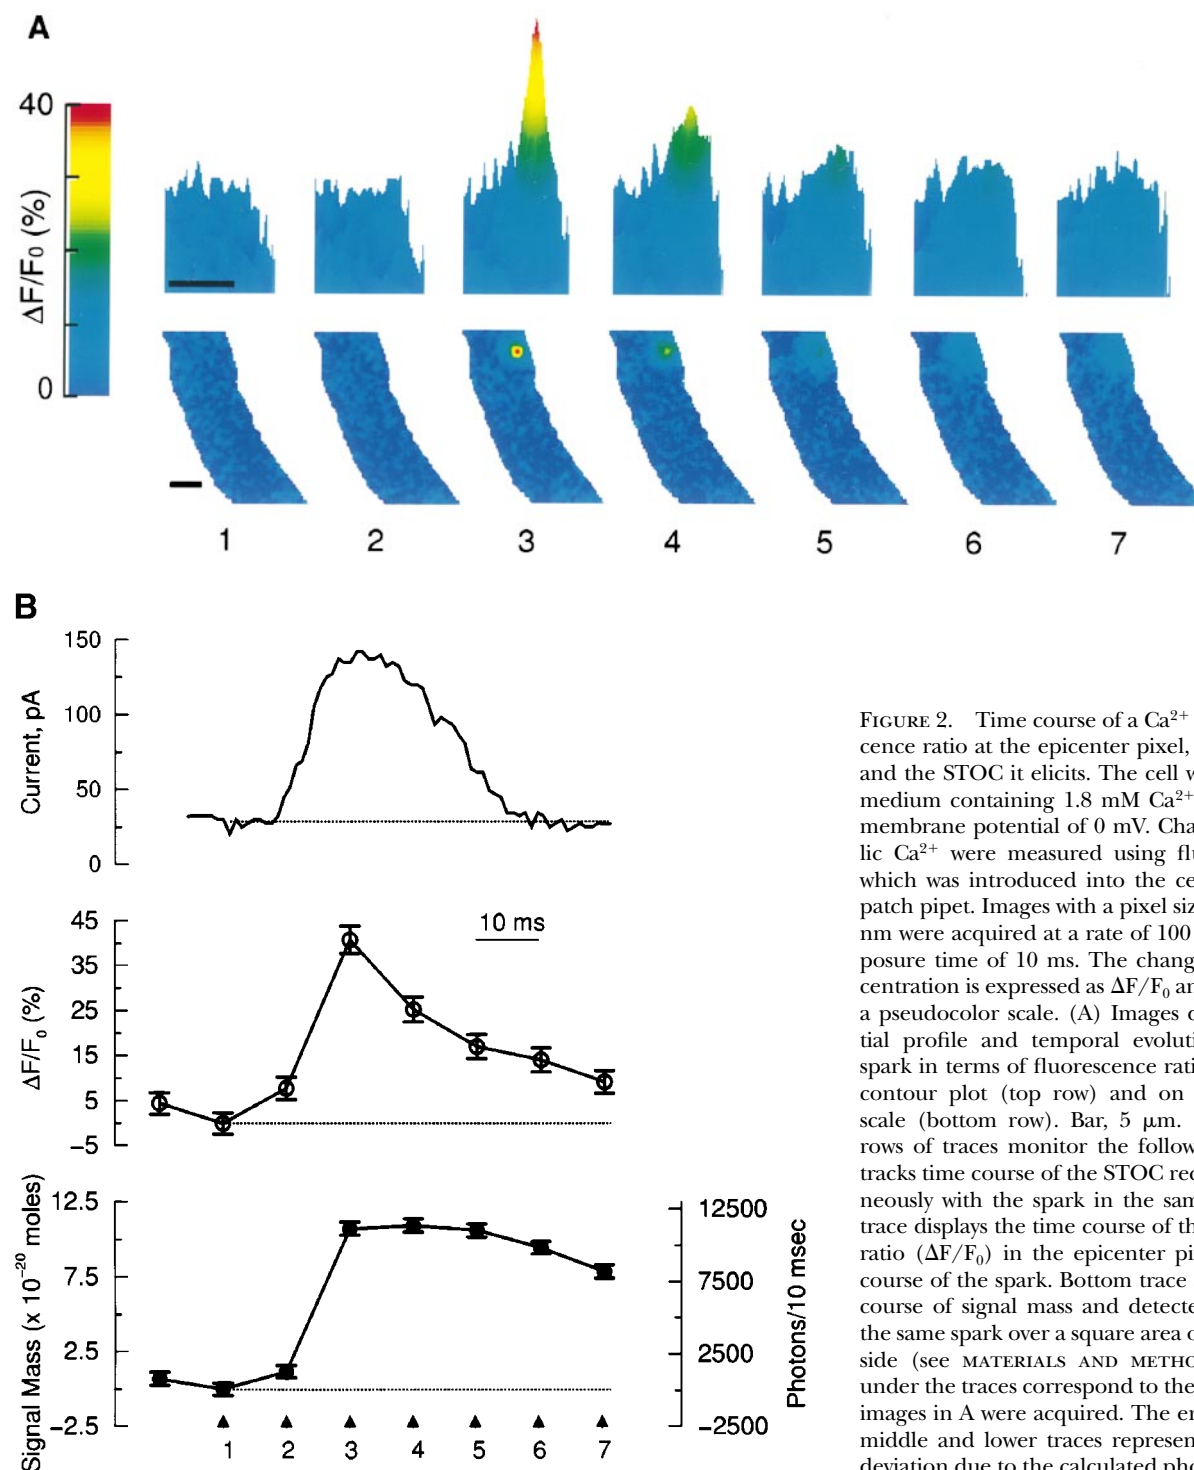 A
40
ΔF/F0 (%)
0
1 2 3 4 5 6 7
B
150
100
50
0
Current, pA
45
35
25
15
5
-5
ΔF/F0 (%)
10 ms
12.5
7.5
2.5
-2.5
Signal Mass (x 10-20 moles)
12500
7500
2500
-2500
Photons/10 msec
1 2 3 4 5 6 7
FIGURE 2. Time course of a Ca2+
cence ratio at the epicenter pixel,
and the STOC it elicits. The cell w
medium containing 1.8 mM Ca2+
membrane potential of 0 mV. Cha
lic Ca2+ were measured using flu
which was introduced into the ce
patch pipet. Images with a pixel siz
nm were acquired at a rate of 100
posure time of 10 ms. The chang
centration is expressed as ΔF/F0 an
a pseudocolor scale. (A) Images o
tial profile and temporal evoluti
spark in terms of fluorescence rati
contour plot (top row) and on
scale (bottom row). Bar, 5 μm.
rows of traces monitor the follow
tracks time course of the STOC rec
neously with the spark in the sam
trace displays the time course of th
ratio (ΔF/F0) in the epicenter pi
course of the spark. Bottom trace
course of signal mass and detecte
the same spark over a square area o
side (see MATERIALS AND METHO
under the traces correspond to the
images in A were acquired. The er
middle and lower traces represen
deviation due to the calculated pho